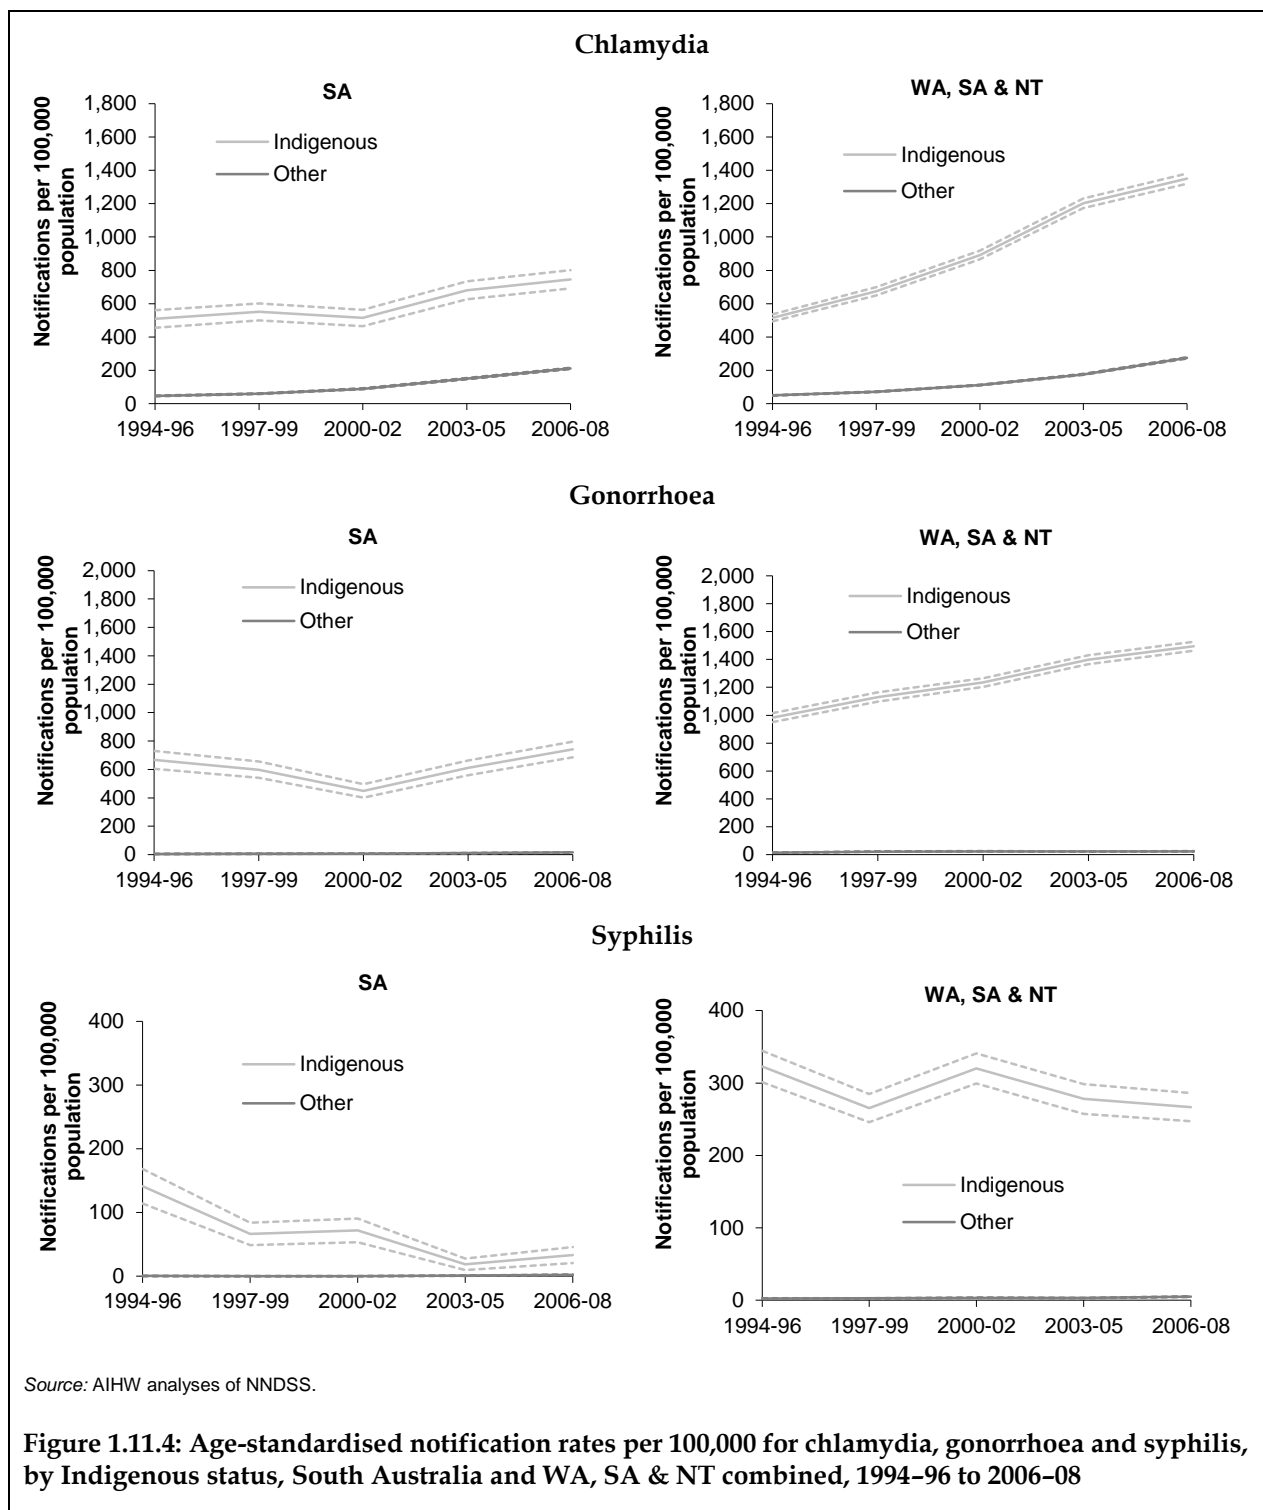 Chlamydia
SA
Notifications per 100,000
population
1,800
1,600
1,400
1,200
1,000
800
600
400
200
0
Indigenous
Other
1994-96 1997-99 2000-02 2003-05 2006-08
WA, SA & NT
Notifications per 100,000
population
1,800
1,600
1,400
1,200
1,000
800
600
400
200
0
Indigenous
Other
1994-96 1997-99 2000-02 2003-05 2006-08
Gonorrhoea
SA
Notifications per 100,000
population
2,000
1,800
1,600
1,400
1,200
1,000
800
600
400
200
0
Indigenous
Other
1994-96 1997-99 2000-02 2003-05 2006-08
WA, SA & NT
Notifications per 100,000
population
2,000
1,800
1,600
1,400
1,200
1,000
800
600
400
200
0
Indigenous
Other
1994-96 1997-99 2000-02 2003-05 2006-08
Syphilis
SA
Notifications per 100,000
population
400
300
200
100
0
Indigenous
Other
1994-96 1997-99 2000-02 2003-05 2006-08
WA, SA & NT
Notifications per 100,000
population
400
300
200
100
0
Indigenous
Other
1994-96 1997-99 2000-02 2003-05 2006-08
Source: AIHW analyses of NNDSS.
Figure 1.11.4: Age-standardised notification rates per 100,000 for chlamydia, gonorrhoea and syphilis,
by Indigenous status, South Australia and WA, SA & NT combined, 1994–96 to 2006–08